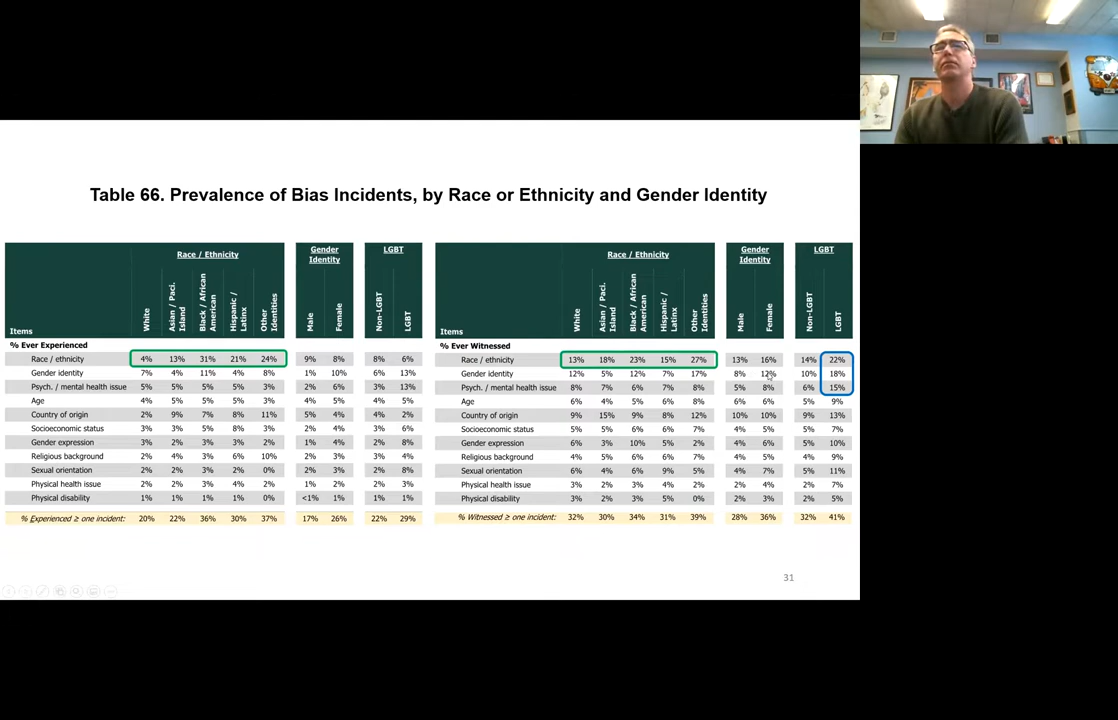 Table 66. Prevalence of Bias Incidents, by Race or Ethnicity and Gender Identity
Race / Ethnicity Gender Identity LGBT
Items White Asian / Paci. Island Black / African American Hispanic / Latinx Other Identities Male Female Non-LGBT LGBT
% Ever Experienced
Race / ethnicity 4% 13% 31% 21% 24% 9% 8% 8% 6%
Gender identity 7% 4% 11% 4% 8% 1% 10% 6% 13%
Psych. / mental health issue 5% 5% 5% 5% 3% 2% 6% 3% 13%
Age 4% 5% 5% 5% 3% 4% 5% 4% 5%
Country of origin 2% 9% 7% 8% 11% 5% 4% 4% 2%
Socioeconomic status 3% 3% 5% 8% 3% 2% 4% 3% 6%
Gender expression 3% 2% 3% 3% 2% 1% 4% 2% 8%
Religious background 2% 4% 3% 6% 10% 2% 3% 3% 4%
Sexual orientation 2% 2% 3% 2% 0% 2% 3% 2% 8%
Physical health issue 2% 2% 3% 4% 2% 1% 2% 2% 3%
Physical disability 1% 1% 1% 1% 0% <1% 1% 1% 1%
% Experienced ≥ one incident: 20% 22% 36% 30% 37% 17% 26% 22% 29%
Race / Ethnicity Gender Identity LGBT
Items White Asian / Paci. Island Black / African American Hispanic / Latinx Other Identities Male Female Non-LGBT LGBT
% Ever Witnessed
Race / ethnicity 13% 18% 23% 15% 27% 13% 16% 14% 22%
Gender identity 12% 5% 12% 7% 17% 8% 12% 10% 18%
Psych. / mental health issue 8% 7% 6% 7% 8% 5% 8% 6% 15%
Age 6% 4% 5% 6% 8% 6% 6% 5% 9%
Country of origin 9% 15% 9% 8% 12% 10% 10% 9% 13%
Socioeconomic status 5% 5% 6% 6% 7% 4% 5% 5% 7%
Gender expression 6% 3% 10% 5% 2% 4% 6% 5% 10%
Religious background 4% 5% 6% 6% 7% 4% 5% 4% 9%
Sexual orientation 6% 4% 6% 9% 5% 4% 7% 5% 11%
Physical health issue 3% 2% 3% 4% 2% 2% 4% 2% 7%
Physical disability 3% 2% 3% 5% 0% 2% 3% 2% 5%
% Witnessed ≥ one incident: 32% 30% 34% 31% 39% 28% 36% 32% 41%
31